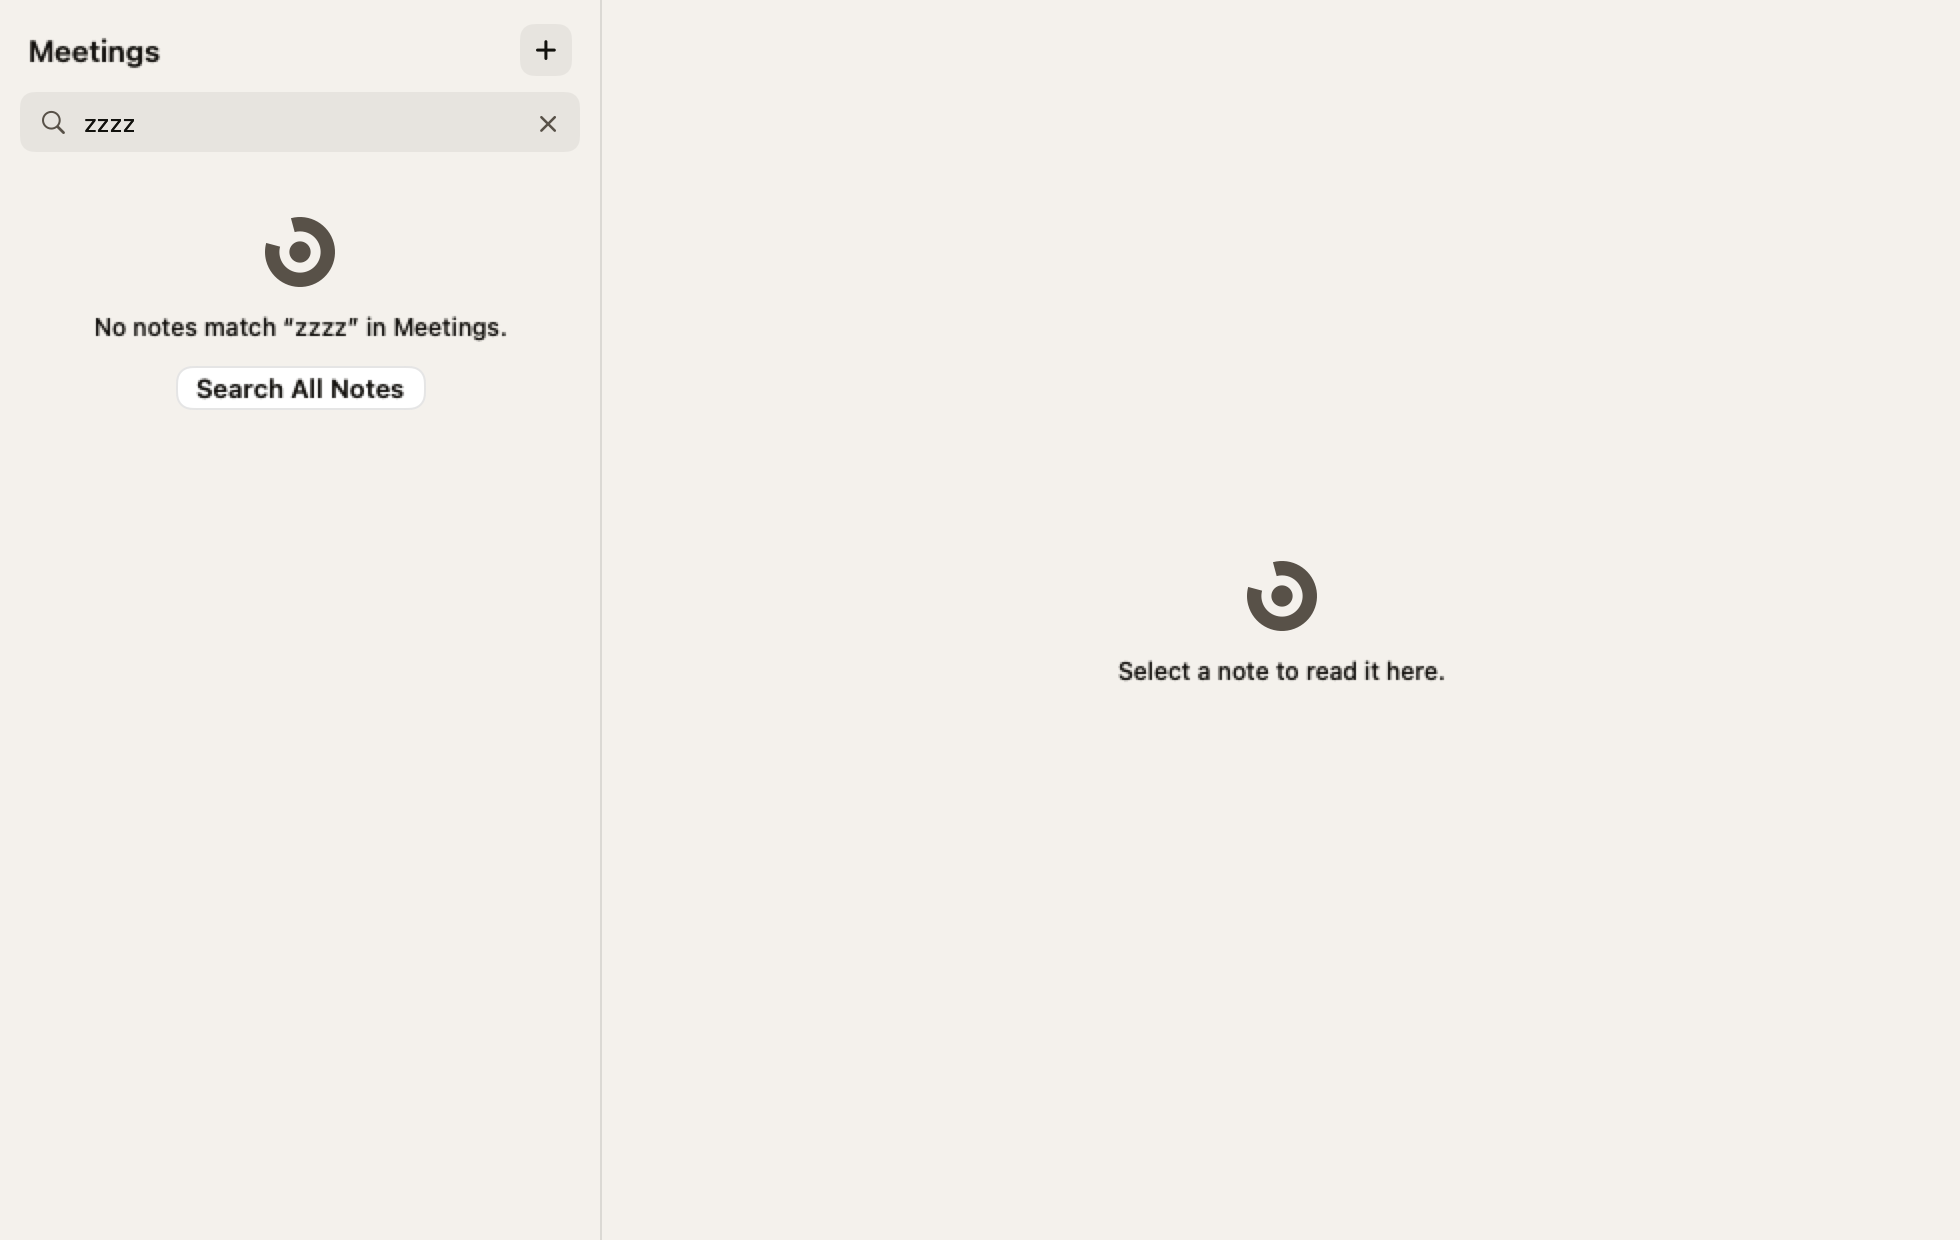 Meetings
zzzz
No notes match “zzzz” in Meetings.
Search All Notes
Select a note to read it here.